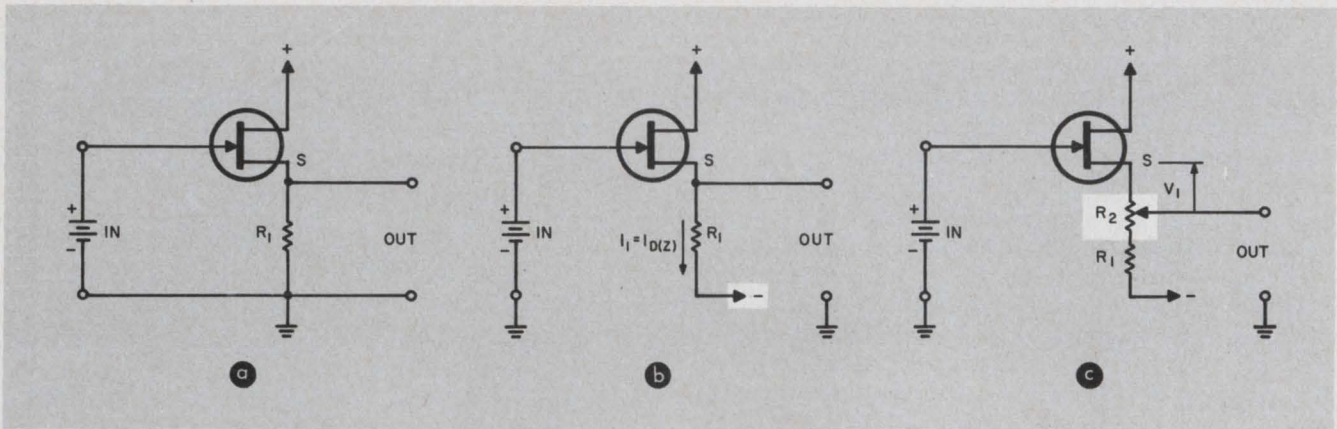 +
S
+
IN
-
R1
OUT
a
+
S
+
IN
-
I1 = ID(Z)
R1
OUT
-
b
+
S
V1
+
IN
-
R2
R1
OUT
-
c